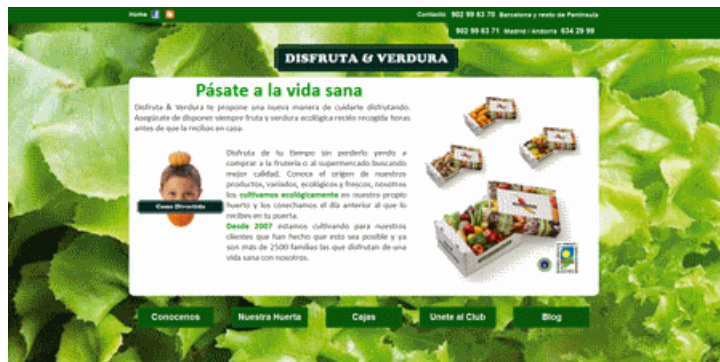 Home
Contacto 902 99 63 70 Barcelona y resto de Península
902 99 63 71 Madrid / Andorra 634 29 99
DISFRUTA & VERDURA
Pásate a la vida sana
Disfruta & Verdura te propone una nueva manera de cuidarte disfrutando.
Asegúrate de disponer siempre fruta y verdura ecológica recién recogida horas
antes de que la recibas en casa.
Disfruta de tu tiempo sin perderlo yendo a
comprar a la frutería o al supermercado buscando
mejor calidad. Conoce el origen de nuestros
productos, variados, ecológicos y frescos, nosotros
los cultivamos ecológicamente en nuestro propio
huerto y los cosechamos el día anterior al que lo
recibes en tu puerta.
Desde 2007 estamos cultivando para nuestros
clientes que han hecho que esto sea posible y ya
son más de 2500 familias las que disfrutan de una
vida sana con nosotros.
Come Divertido
Conocenos
Nuestra Huerta
Cajas
Unete al Club
Blog